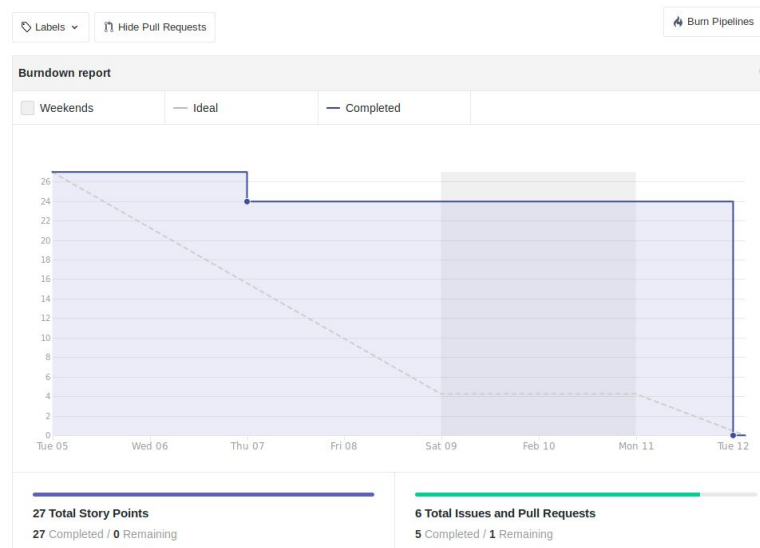 Labels
Hide Pull Requests
Burn Pipelines
Burndown report
Weekends
Ideal
Completed
26
24
22
20
18
16
14
12
10
8
6
4
2
0
Tue 05 Wed 06 Thu 07 Fri 08 Sat 09 Feb 10 Mon 11 Tue 12
27 Total Story Points
27 Completed / 0 Remaining
6 Total Issues and Pull Requests
5 Completed / 1 Remaining